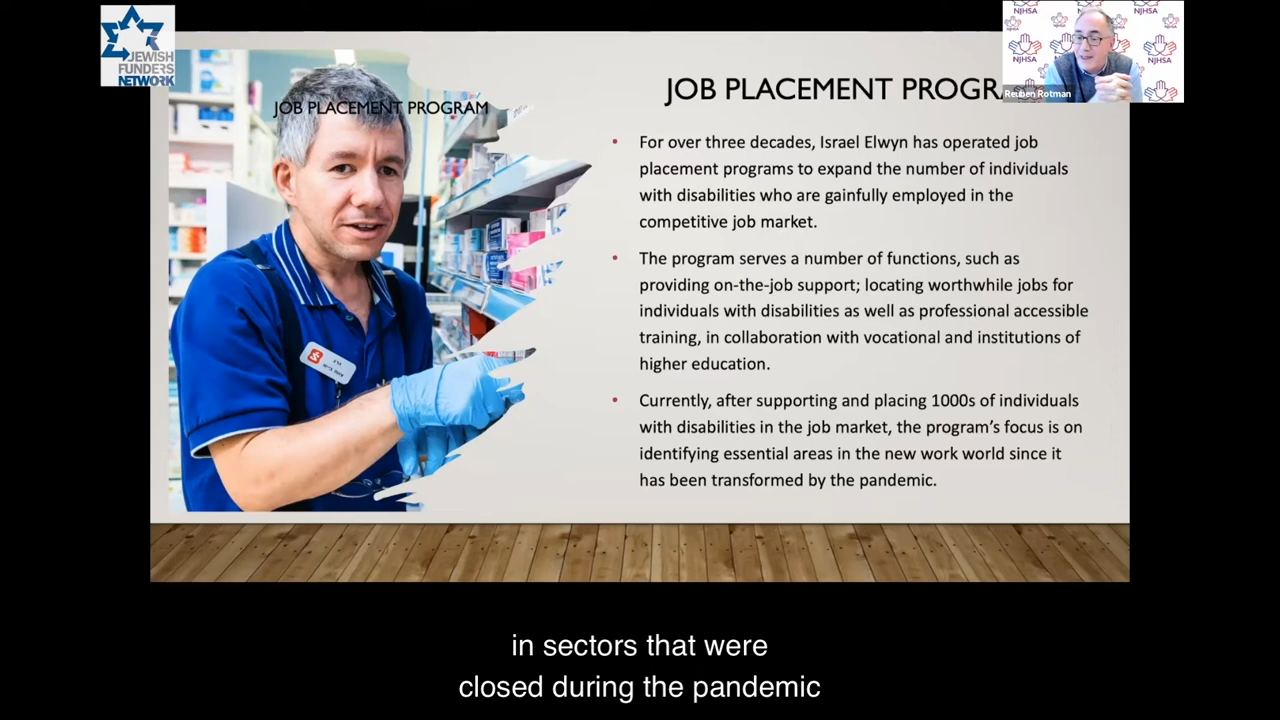 JEWISH
FUNDERS
NETWORK
JOB PLACEMENT PROGRAM
JOB PLACEMENT PROGRA
NJHSA
NJHSA
NJHSA
NJHSA
NJHSA
NJHSA
Reuben Rotman
• For over three decades, Israel Elwyn has operated job
placement programs to expand the number of individuals
with disabilities who are gainfully employed in the
competitive job market.
• The program serves a number of functions, such as
providing on-the-job support; locating worthwhile jobs for
individuals with disabilities as well as professional accessible
training, in collaboration with vocational and institutions of
higher education.
• Currently, after supporting and placing 1000s of individuals
with disabilities in the job market, the program's focus is on
identifying essential areas in the new work world since it
has been transformed by the pandemic.
in sectors that were
closed during the pandemic